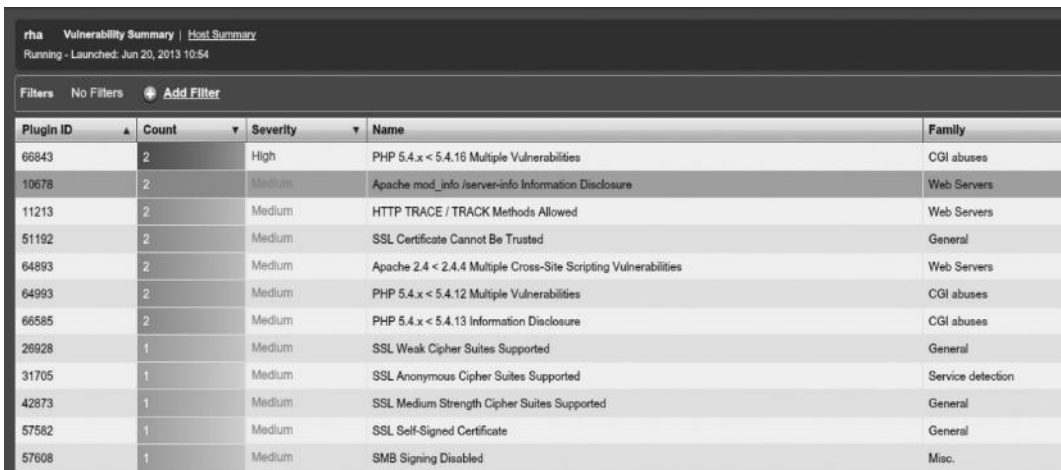 rha Vulnerability Summary | Host Summary
Running - Launched: Jun 20, 2013 10:54
Filters No Filters Add Filter
Plugin ID Count Severity Name Family
66843 2 High PHP 5.4.x < 5.4.16 Multiple Vulnerabilities CGI abuses
10678 2 Medium Apache mod_info /server-info Information Disclosure Web Servers
11213 2 Medium HTTP TRACE / TRACK Methods Allowed Web Servers
51192 2 Medium SSL Certificate Cannot Be Trusted General
64893 2 Medium Apache 2.4 < 2.4.4 Multiple Cross-Site Scripting Vulnerabilities Web Servers
64993 2 Medium PHP 5.4.x < 5.4.12 Multiple Vulnerabilities CGI abuses
66585 2 Medium PHP 5.4.x < 5.4.13 Information Disclosure CGI abuses
26928 1 Medium SSL Weak Cipher Suites Supported General
31705 1 Medium SSL Anonymous Cipher Suites Supported Service detection
42873 1 Medium SSL Medium Strength Cipher Suites Supported General
57582 1 Medium SSL Self-Signed Certificate General
57608 1 Medium SMB Signing Disabled Misc.